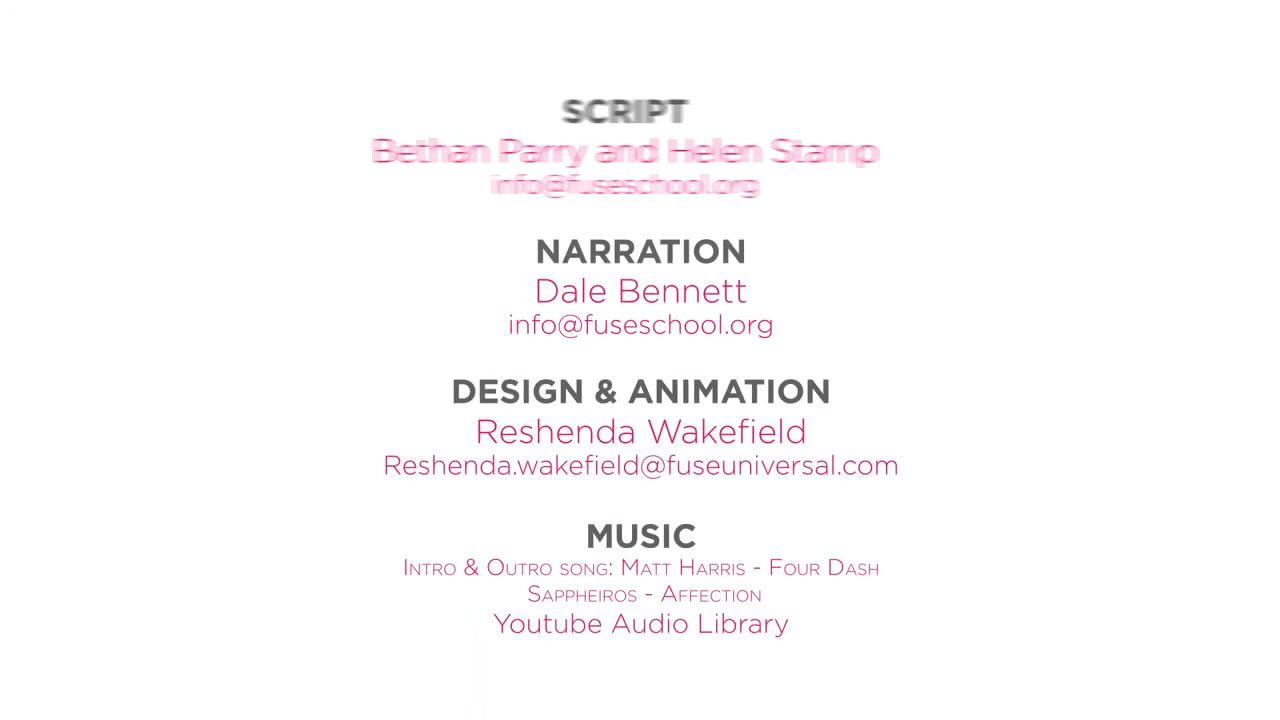 SCRIPT
Bethan Parry and Helen Stamp
info@fuseschool.org
NARRATION
Dale Bennett
info@fuseschool.org
DESIGN & ANIMATION
Reshenda Wakefield
Reshenda.wakefield@fuseuniversal.com
MUSIC
Intro & Outro song: Matt Harris - Four Dash
Sappheiros - Affection
Youtube Audio Library